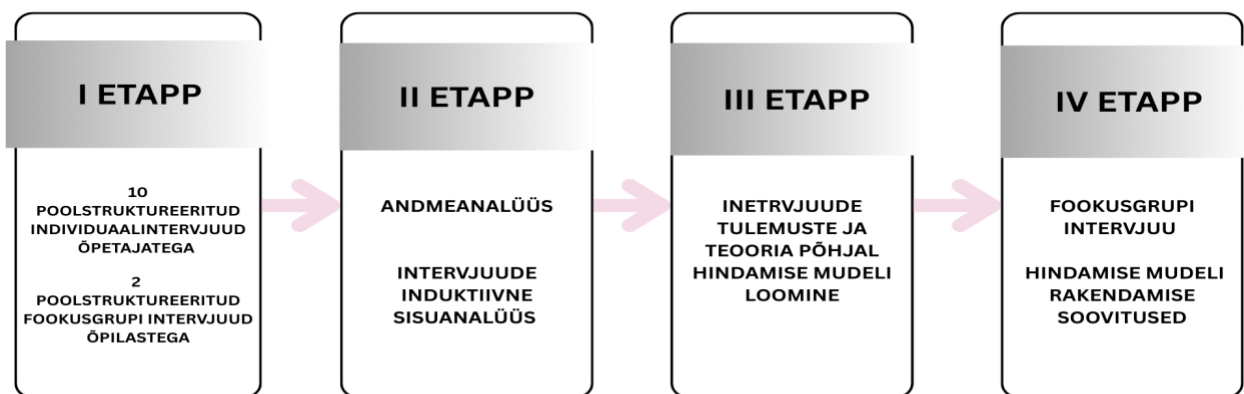 I ETAPP
10
POOLSTRUKTUREERITUD
INDIVIDUAALINTERVJUUD
ÕPETAJATEGA
2
POOLSTRUKTUREERITUD
FOOKUSGRUPI INTERVJUUD
ÕPILASTEGA
II ETAPP
ANDMEANALÜÜS
INTERVJUUDE
INDUKTIIVNE
SISUANALÜÜS
III ETAPP
INETRVJUUDE
TULEMUSTE JA
TEOORIA PÕHJAL
HINDAMISE MUDELI
LOOMINE
IV ETAPP
FOOKUSGRUPI
INTERVJUU
HINDAMISE MUDELI
RAKENDAMISE
SOOVITUSED